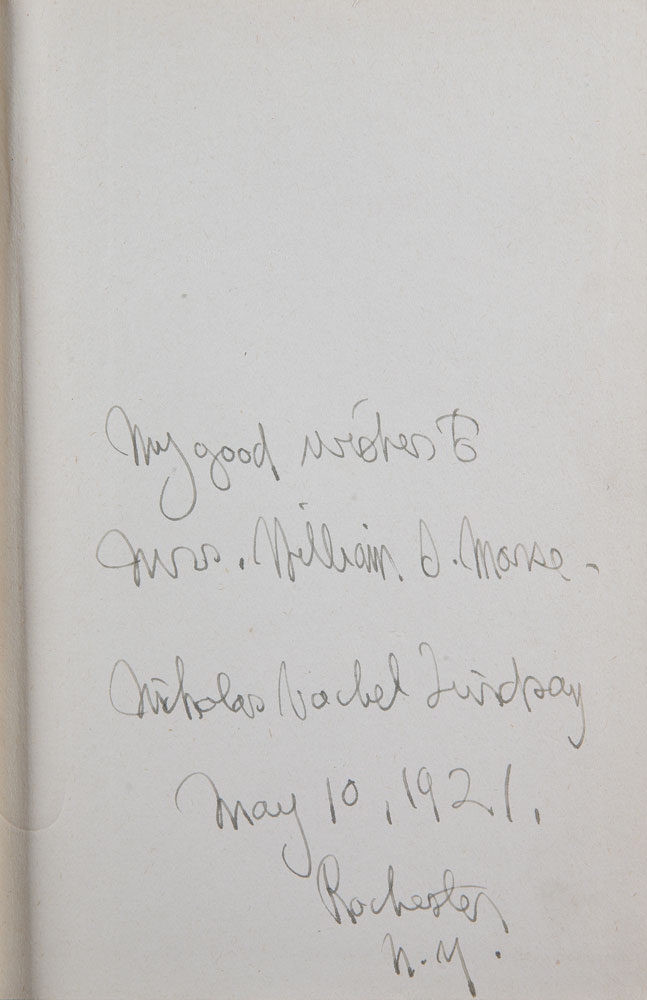 My good wishes to
Mrs. William S. Morse -
Nicholas Vachel Lindsay
May 10, 1921.
Rochester
N. Y.